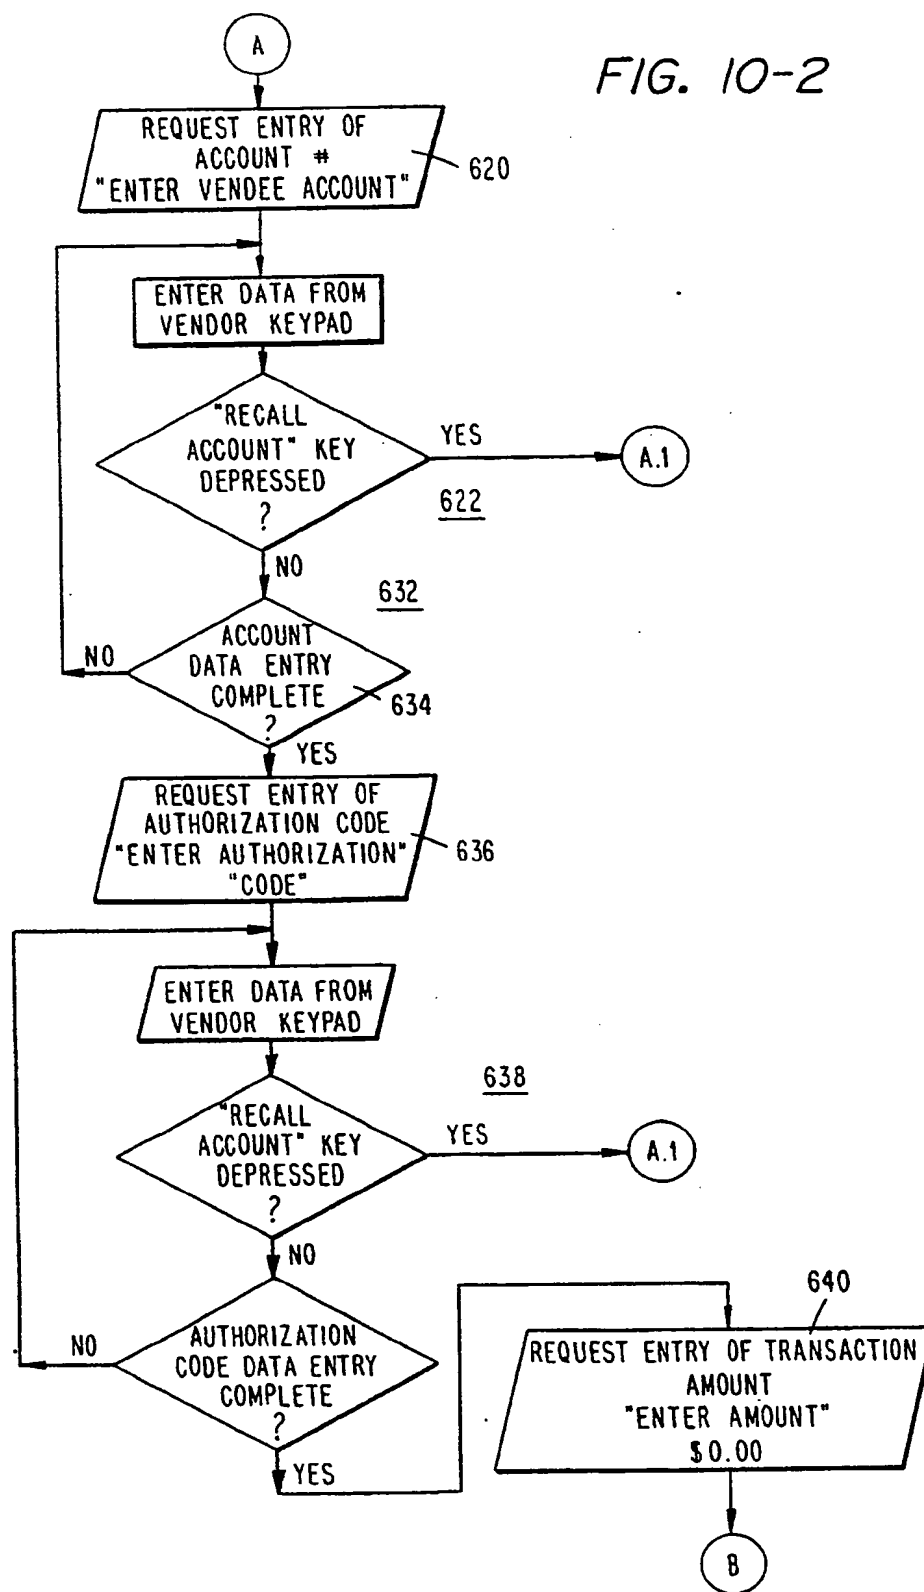 A
FIG. 10-2
REQUEST ENTRY OF
ACCOUNT #
"ENTER VENDEE ACCOUNT"
620
ENTER DATA FROM
VENDOR KEYPAD
"RECALL
ACCOUNT" KEY
DEPRESSED
?
YES
A.1
622
NO
632
ACCOUNT
DATA ENTRY
COMPLETE
?
NO
634
YES
REQUEST ENTRY OF
AUTHORIZATION CODE
"ENTER AUTHORIZATION"
"CODE"
636
ENTER DATA FROM
VENDOR KEYPAD
638
"RECALL
ACCOUNT" KEY
DEPRESSED
?
YES
A.1
NO
AUTHORIZATION
CODE DATA ENTRY
COMPLETE
?
NO
YES
640
REQUEST ENTRY OF TRANSACTION
AMOUNT
"ENTER AMOUNT"
$0.00
B